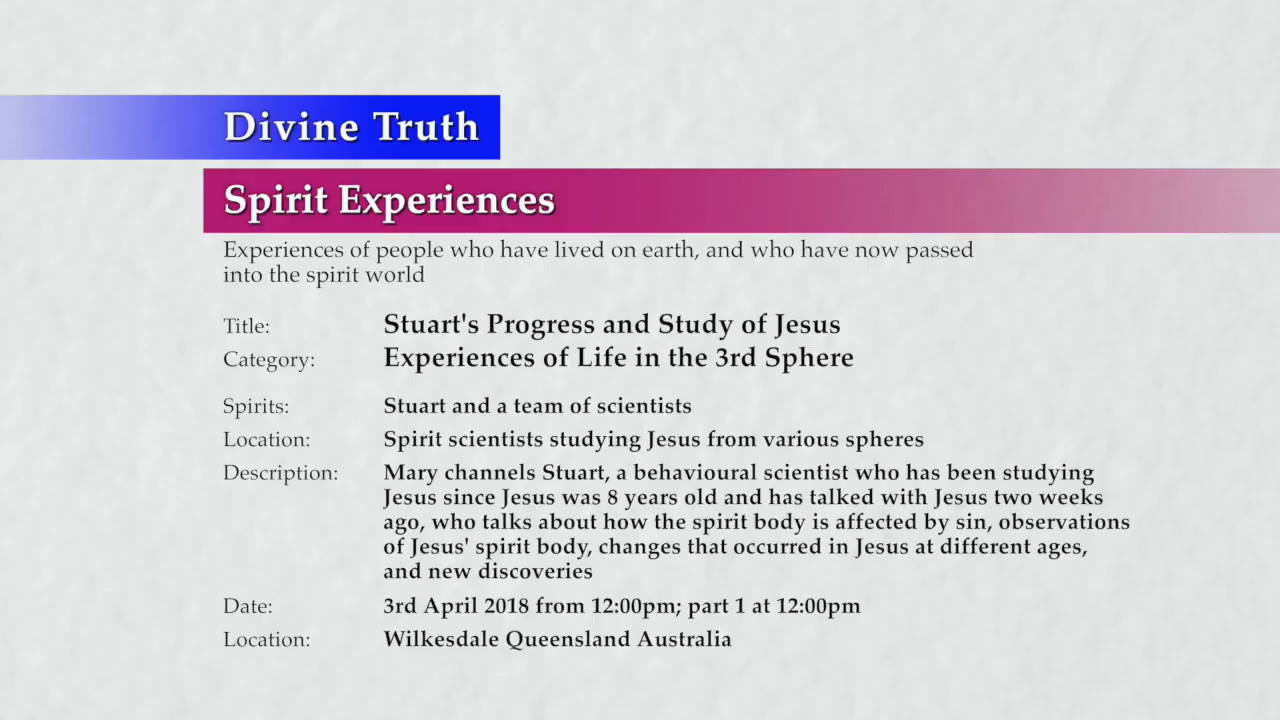 Divine Truth
Spirit Experiences
Experiences of people who have lived on earth, and who have now passed
into the spirit world
Title: Stuart's Progress and Study of Jesus
Category: Experiences of Life in the 3rd Sphere
Spirits: Stuart and a team of scientists
Location: Spirit scientists studying Jesus from various spheres
Description: Mary channels Stuart, a behavioural scientist who has been studying
Jesus since Jesus was 8 years old and has talked with Jesus two weeks
ago, who talks about how the spirit body is affected by sin, observations
of Jesus' spirit body, changes that occurred in Jesus at different ages,
and new discoveries
Date: 3rd April 2018 from 12:00pm; part 1 at 12:00pm
Location: Wilkesdale Queensland Australia